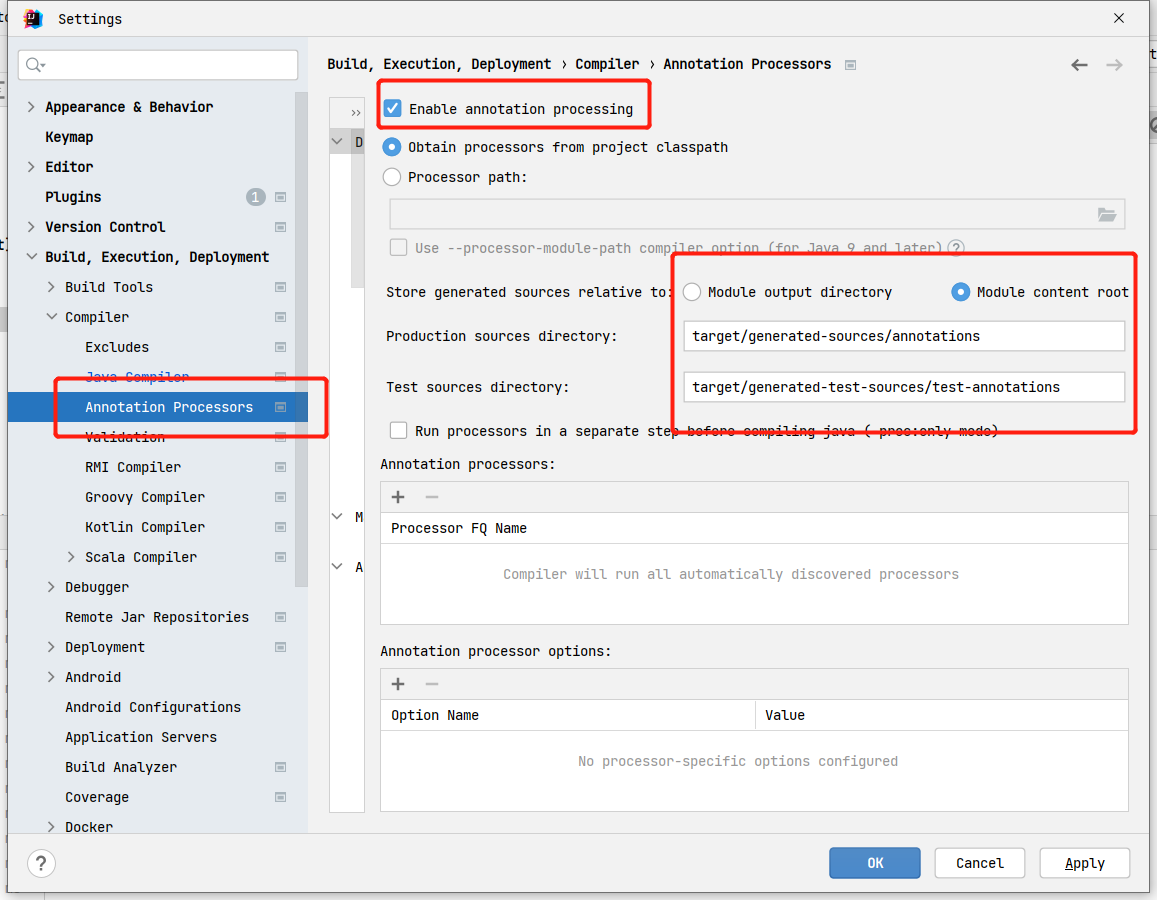 Settings
Build, Execution, Deployment › Compiler › Annotation Processors
Appearance & Behavior
Keymap
Editor
Plugins 1
Version Control
Build, Execution, Deployment
Build Tools
Compiler
Excludes
Java Compiler
Annotation Processors
Validation
RMI Compiler
Groovy Compiler
Kotlin Compiler
Scala Compiler
Debugger
Remote Jar Repositories
Deployment
Android
Android Configurations
Application Servers
Build Analyzer
Coverage
Docker
»
D
M
A
Enable annotation processing
Obtain processors from project classpath
Processor path:
Use --processor-module-path compiler option (for Java 9 and later) ?
Store generated sources relative to: Module output directory Module content root
Production sources directory: target/generated-sources/annotations
Test sources directory: target/generated-test-sources/test-annotations
Run processors in a separate step before compiling java (-proc:only mode)
Annotation processors:
Processor FQ Name
Compiler will run all automatically discovered processors
Annotation processor options:
Option Name Value
No processor-specific options configured
?
OK Cancel Apply